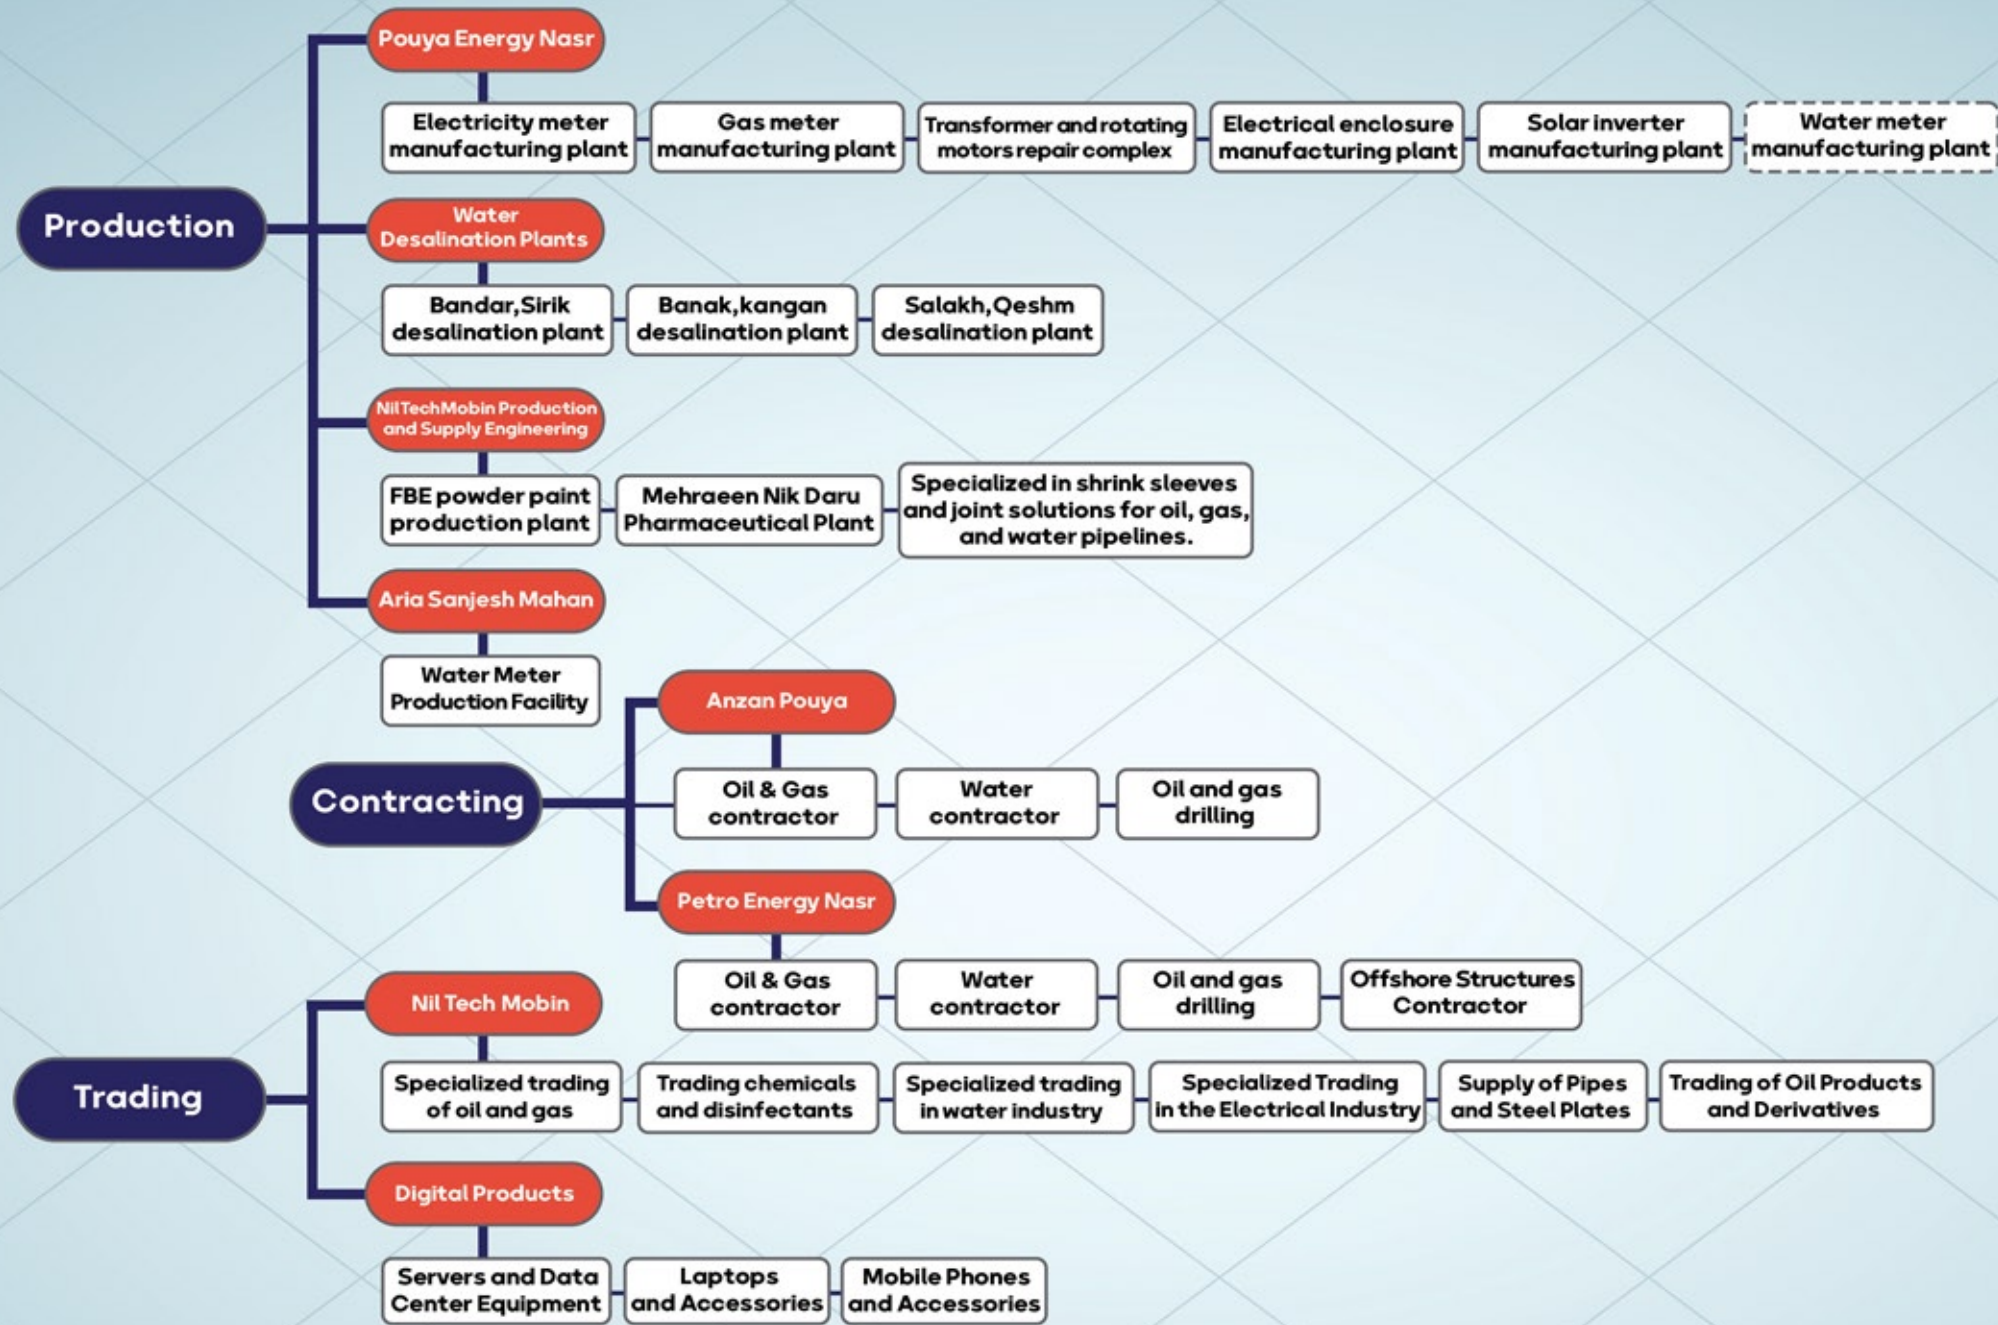 Pouya Energy Nasr
Electricity meter
manufacturing plant
Gas meter
manufacturing plant
Transformer and rotating
motors repair complex
Electrical enclosure
manufacturing plant
Solar inverter
manufacturing plant
Water meter
manufacturing plant
Production
Water
Desalination Plants
Bandar,Sirik
desalination plant
Banak,kangan
desalination plant
Salakh,Qeshm
desalination plant
NilTechMobin Production
and Supply Engineering
FBE powder paint
production plant
Mehraeen Nik Daru
Pharmaceutical Plant
Specialized in shrink sleeves
and joint solutions for oil, gas,
and water pipelines.
Aria Sanjesh Mahan
Water Meter
Production Facility
Contracting
Anzan Pouya
Oil & Gas
contractor
Water
contractor
Oil and gas
drilling
Petro Energy Nasr
Oil & Gas
contractor
Water
contractor
Oil and gas
drilling
Offshore Structures
Contractor
Trading
Nil Tech Mobin
Specialized trading
of oil and gas
Trading chemicals
and disinfectants
Specialized trading
in water industry
Specialized Trading
in the Electrical Industry
Supply of Pipes
and Steel Plates
Trading of Oil Products
and Derivatives
Digital Products
Servers and Data
Center Equipment
Laptops
and Accessories
Mobile Phones
and Accessories